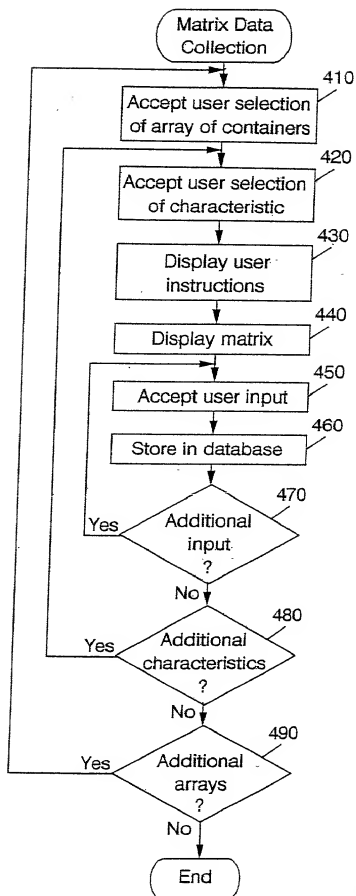 Matrix Data
Collection
410
Accept user selection
of array of containers
420
Accept user selection
of characteristic
430
Display user
instructions
440
Display matrix
450
Accept user input
460
Store in database
470
Yes
Additional
input
?
No
480
Yes
Additional
characteristics
?
No
490
Yes
Additional
arrays
?
No
End